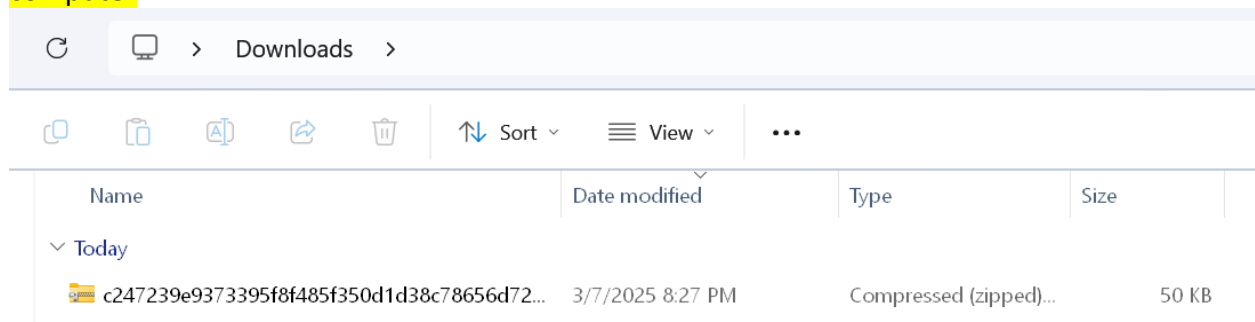 Downloads
Sort View
Name Date modified Type Size
Today
c247239e9373395f8f485f350d1d38c78656d72... 3/7/2025 8:27 PM Compressed (zipped)... 50 KB